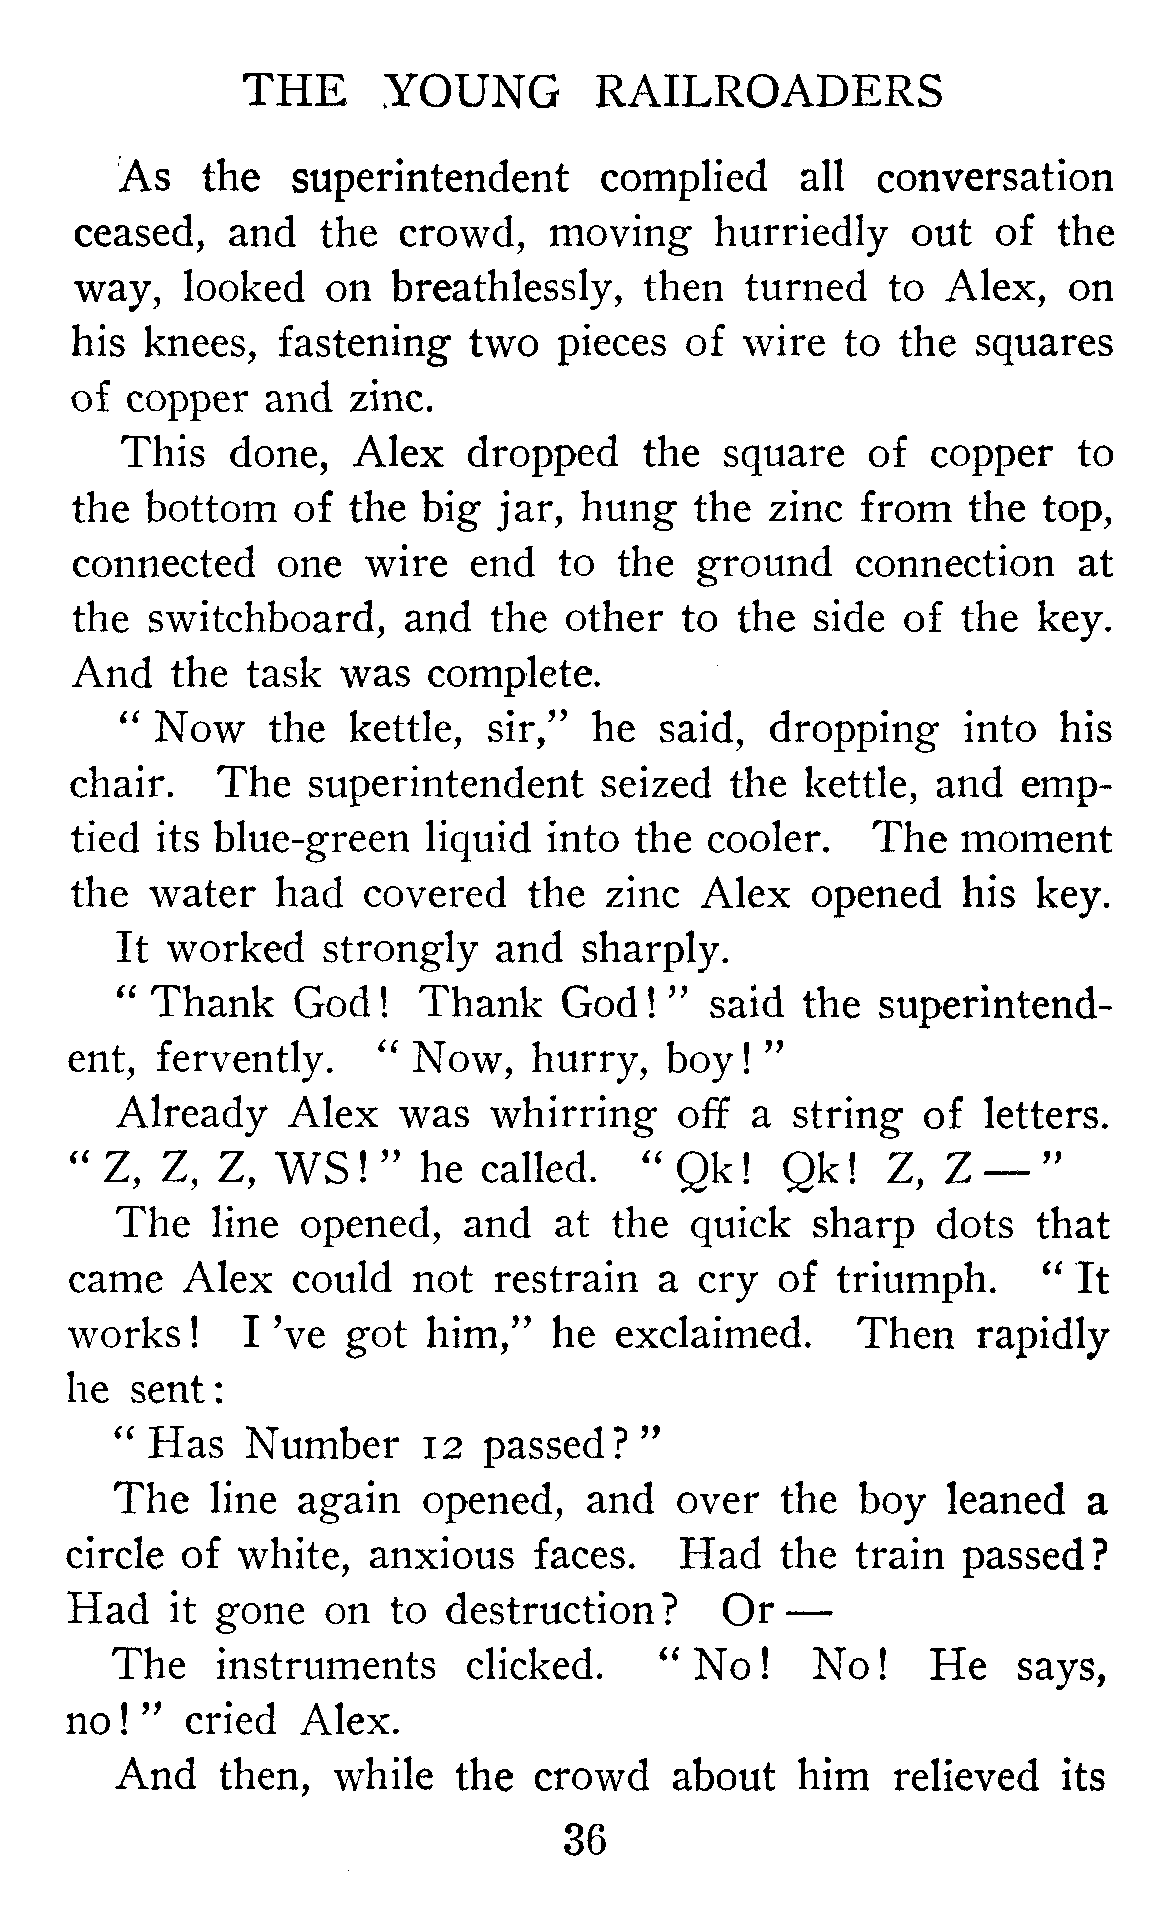 THE YOUNG RAILROADERS
As the superintendent complied all conversation
ceased, and the crowd, moving hurriedly out of the
way, looked on breathlessly, then turned to Alex, on
his knees, fastening two pieces of wire to the squares
of copper and zinc.
This done, Alex dropped the square of copper to
the bottom of the big jar, hung the zinc from the top,
connected one wire end to the ground connection at
the switchboard, and the other to the side of the key.
And the task was complete.
“ Now the kettle, sir,” he said, dropping into his
chair. The superintendent seized the kettle, and emp-
tied its blue-green liquid into the cooler. The moment
the water had covered the zinc Alex opened his key.
It worked strongly and sharply.
“ Thank God! Thank God! ” said the superintend-
ent, fervently. “ Now, hurry, boy! ”
Already Alex was whirring off a string of letters.
“ Z, Z, Z, WS! ” he called. “ Qk! Qk! Z, Z — ”
The line opened, and at the quick sharp dots that
came Alex could not restrain a cry of triumph. “ It
works! I 've got him,” he exclaimed. Then rapidly
he sent:
“ Has Number 12 passed? ”
The line again opened, and over the boy leaned a
circle of white, anxious faces. Had the train passed?
Had it gone on to destruction? Or —
The instruments clicked. “ No! No! He says,
no! ” cried Alex.
And then, while the crowd about him relieved its
36